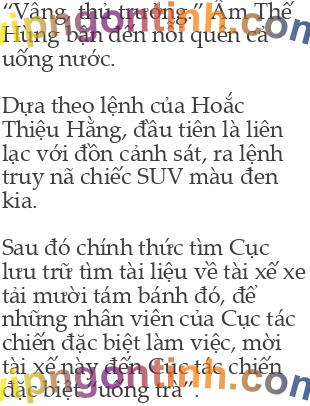 “Vâng, thủ trưởng.” Âm Thế
Hùng bận đến nỗi quên cả
uống nước.
Dựa theo lệnh của Hoắc
Thiệu Hằng, đầu tiên là liên
lạc với đồn cảnh sát, ra lệnh
truy nã chiếc SUV màu đen
kia.
Sau đó chính thức tìm Cục
lưu trữ tìm tài liệu về tài xế xe
tải mười tám bánh đó, để
những nhân viên của Cục tác
chiến đặc biệt làm việc, mời
tài xế này đến Cục tác chiến
đặc biệt “uống trà”.
vipngontinh.com
vipngontinh.com